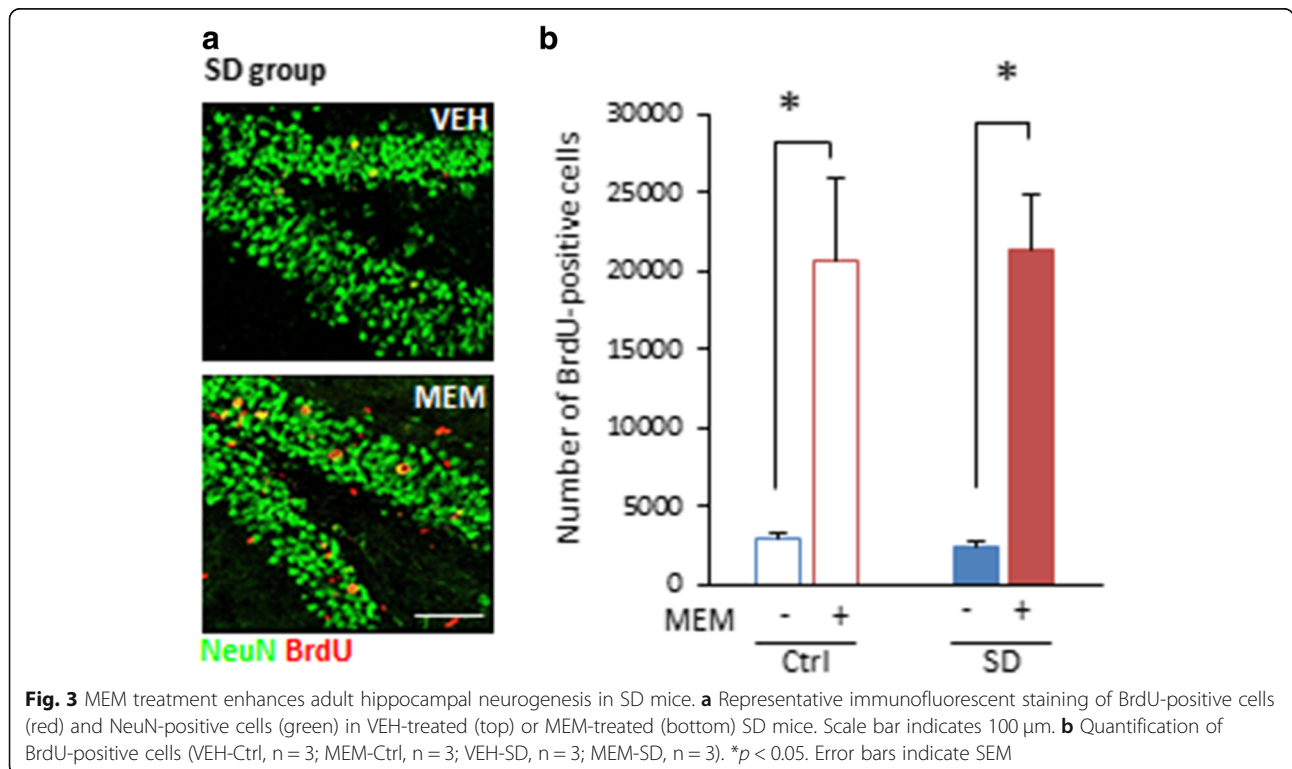 a
SD group
VEH
MEM
NeuN BrdU
b
Number of BrdU-positive cells
30000
25000
20000
15000
10000
5000
0
*
*
MEM - + - +
Ctrl SD
Fig. 3 MEM treatment enhances adult hippocampal neurogenesis in SD mice. a Representative immunofluorescent staining of BrdU-positive cells
(red) and NeuN-positive cells (green) in VEH-treated (top) or MEM-treated (bottom) SD mice. Scale bar indicates 100 μm. b Quantification of
BrdU-positive cells (VEH-Ctrl, n = 3; MEM-Ctrl, n = 3; VEH-SD, n = 3; MEM-SD, n = 3). *p < 0.05. Error bars indicate SEM